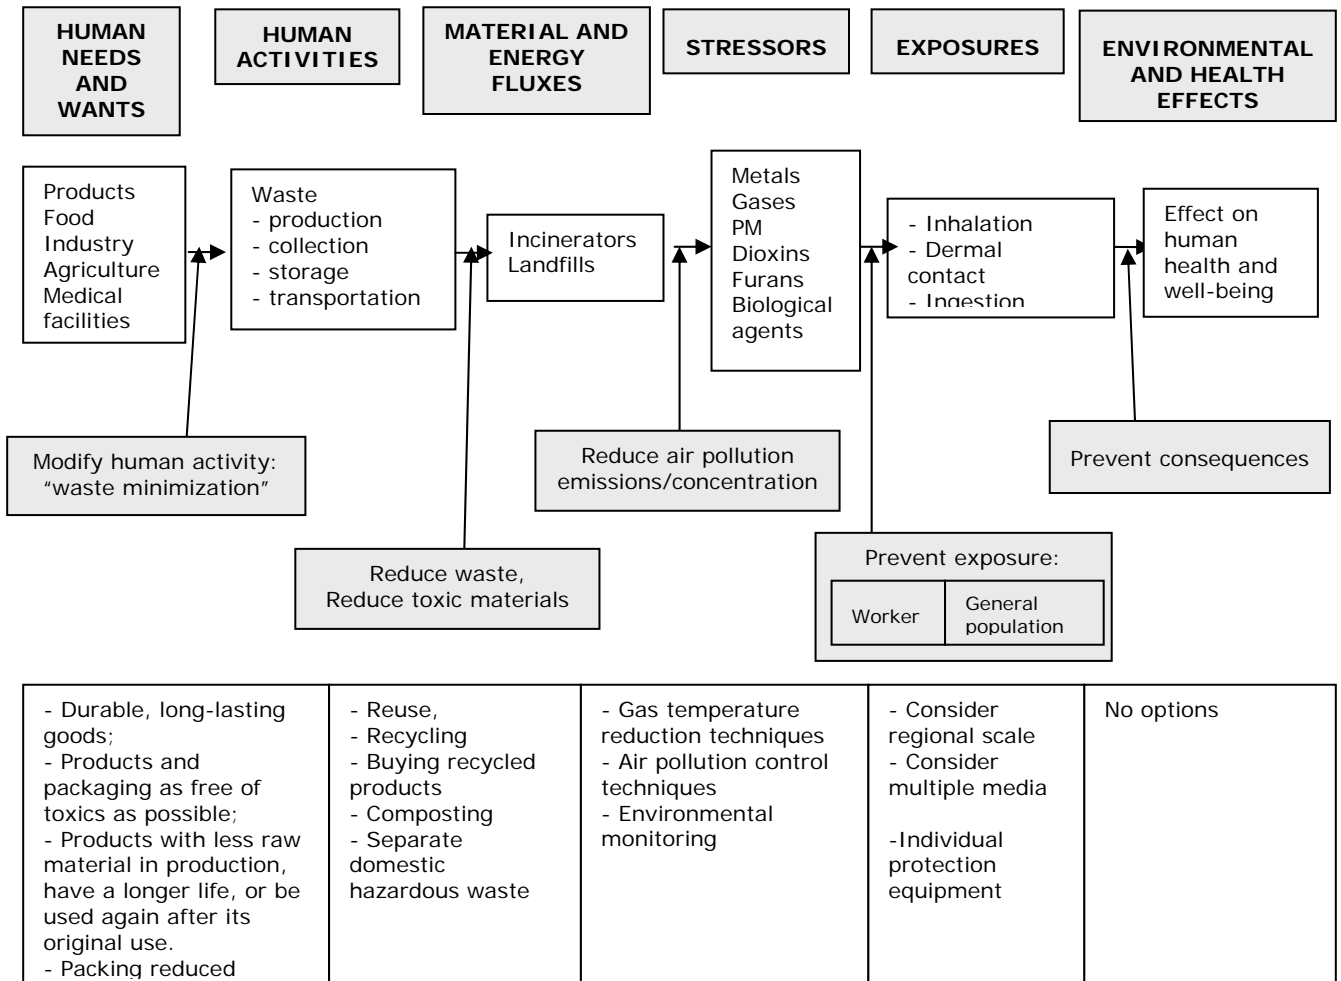 HUMAN
NEEDS
AND
WANTS
HUMAN
ACTIVITIES
MATERIAL AND
ENERGY
FLUXES
STRESSORS
EXPOSURES
ENVIRONMENTAL
AND HEALTH
EFFECTS
Products
Food
Industry
Agriculture
Medical
facilities
Waste
- production
- collection
- storage
- transportation
Incinerators
Landfills
Metals
Gases
PM
Dioxins
Furans
Biological
agents
- Inhalation
- Dermal
contact
- Ingestion
Effect on
human
health and
well-being
Modify human activity:
“waste minimization”
Reduce waste,
Reduce toxic materials
Reduce air pollution
emissions/concentration
Prevent exposure:
Worker
General
population
Prevent consequences
- Durable, long-lasting
goods;
- Products and
packaging as free of
toxics as possible;
- Products with less raw
material in production,
have a longer life, or be
used again after its
original use.
- Packing reduced
- Reuse,
- Recycling
- Buying recycled
products
- Composting
- Separate
domestic
hazardous waste
- Gas temperature
reduction techniques
- Air pollution control
techniques
- Environmental
monitoring
- Consider
regional scale
- Consider
multiple media
-Individual
protection
equipment
No options